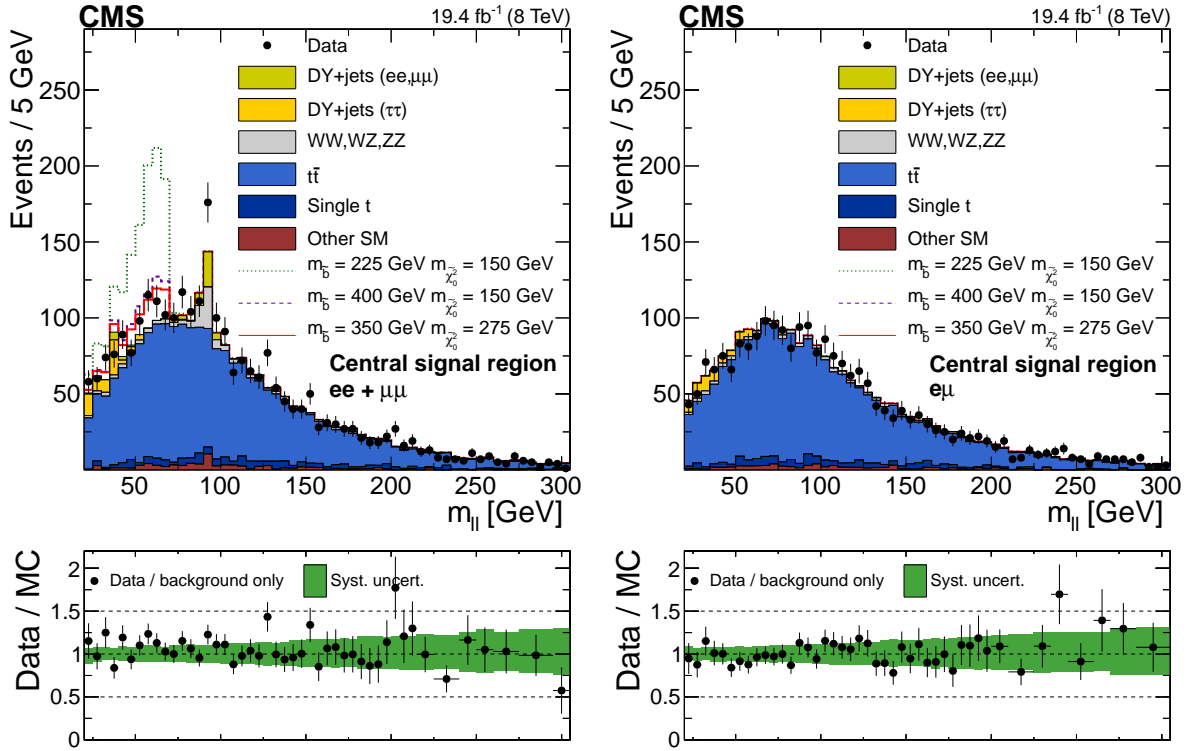 CMS 19.4 fb⁻¹ (8 TeV)
Events / 5 GeV
250
200
150
100
50
Data
DY+jets (ee,μμ)
DY+jets (ττ)
WW,WZ,ZZ
tt̄
Single t
Other SM
m_b̃ = 225 GeV m_χ̃₀² = 150 GeV
m_b̃ = 400 GeV m_χ̃₀² = 150 GeV
m_b̃ = 350 GeV m_χ̃₀² = 275 GeV
Central signal region
ee + μμ
50 100 150 200 250 300
m_ll [GeV]
Data / MC
2
1.5
1
0.5
0
Data / background only Syst. uncert.
CMS 19.4 fb⁻¹ (8 TeV)
Events / 5 GeV
250
200
150
100
50
Data
DY+jets (ee,μμ)
DY+jets (ττ)
WW,WZ,ZZ
tt̄
Single t
Other SM
m_b̃ = 225 GeV m_χ̃₀² = 150 GeV
m_b̃ = 400 GeV m_χ̃₀² = 150 GeV
m_b̃ = 350 GeV m_χ̃₀² = 275 GeV
Central signal region
eμ
50 100 150 200 250 300
m_ll [GeV]
Data / MC
2
1.5
1
0.5
0
Data / background only Syst. uncert.